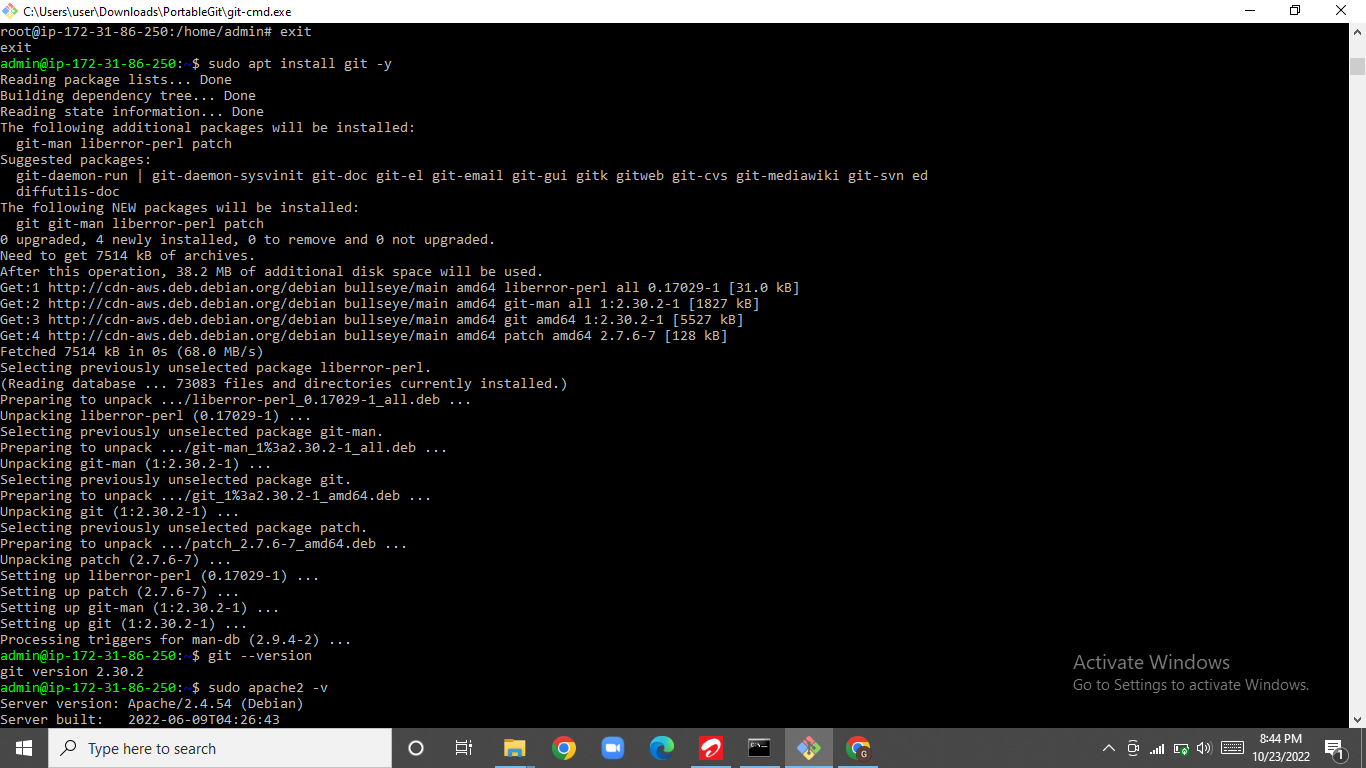 C:\Users\user\Downloads\PortableGit\git-cmd.exe
root@ip-172-31-86-250:/home/admin# exit
exit
admin@ip-172-31-86-250:~$ sudo apt install git -y
Reading package lists... Done
Building dependency tree... Done
Reading state information... Done
The following additional packages will be installed:
  git-man liberror-perl patch
Suggested packages:
  git-daemon-run | git-daemon-sysvinit git-doc git-el git-email git-gui gitk gitweb git-cvs git-mediawiki git-svn ed
  diffutils-doc
The following NEW packages will be installed:
  git git-man liberror-perl patch
0 upgraded, 4 newly installed, 0 to remove and 0 not upgraded.
Need to get 7514 kB of archives.
After this operation, 38.2 MB of additional disk space will be used.
Get:1 http://cdn-aws.deb.debian.org/debian bullseye/main amd64 liberror-perl all 0.17029-1 [31.0 kB]
Get:2 http://cdn-aws.deb.debian.org/debian bullseye/main amd64 git-man all 1:2.30.2-1 [1827 kB]
Get:3 http://cdn-aws.deb.debian.org/debian bullseye/main amd64 git amd64 1:2.30.2-1 [5527 kB]
Get:4 http://cdn-aws.deb.debian.org/debian bullseye/main amd64 patch amd64 2.7.6-7 [128 kB]
Fetched 7514 kB in 0s (68.0 MB/s)
Selecting previously unselected package liberror-perl.
(Reading database ... 73083 files and directories currently installed.)
Preparing to unpack .../liberror-perl_0.17029-1_all.deb ...
Unpacking liberror-perl (0.17029-1) ...
Selecting previously unselected package git-man.
Preparing to unpack .../git-man_1%3a2.30.2-1_all.deb ...
Unpacking git-man (1:2.30.2-1) ...
Selecting previously unselected package git.
Preparing to unpack .../git_1%3a2.30.2-1_amd64.deb ...
Unpacking git (1:2.30.2-1) ...
Selecting previously unselected package patch.
Preparing to unpack .../patch_2.7.6-7_amd64.deb ...
Unpacking patch (2.7.6-7) ...
Setting up liberror-perl (0.17029-1) ...
Setting up patch (2.7.6-7) ...
Setting up git-man (1:2.30.2-1) ...
Setting up git (1:2.30.2-1) ...
Processing triggers for man-db (2.9.4-2) ...
admin@ip-172-31-86-250:~$ git --version
git version 2.30.2
admin@ip-172-31-86-250:~$ sudo apache2 -v
Server version: Apache/2.4.54 (Debian)
Server built:   2022-06-09T04:26:43
Activate Windows
Go to Settings to activate Windows.
Type here to search
8:44 PM
10/23/2022
1